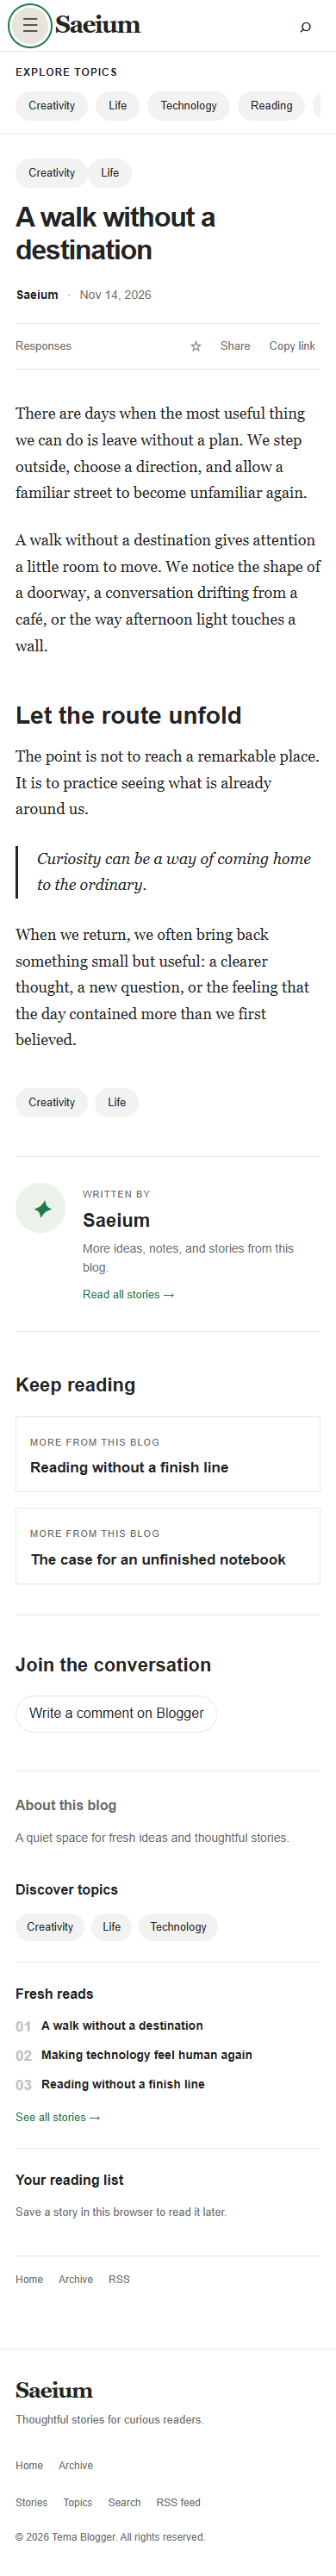 Saeium
EXPLORE TOPICS
Creativity Life Technology Reading
Creativity Life
A walk without a
destination
Saeium · Nov 14, 2026
Responses ☆ Share Copy link
There are days when the most useful thing
we can do is leave without a plan. We step
outside, choose a direction, and allow a
familiar street to become unfamiliar again.
A walk without a destination gives attention
a little room to move. We notice the shape of
a doorway, a conversation drifting from a
café, or the way afternoon light touches a
wall.
Let the route unfold
The point is not to reach a remarkable place.
It is to practice seeing what is already
around us.
Curiosity can be a way of coming home
to the ordinary.
When we return, we often bring back
something small but useful: a clearer
thought, a new question, or the feeling that
the day contained more than we first
believed.
Creativity Life
WRITTEN BY
Saeium
More ideas, notes, and stories from this
blog.
Read all stories →
Keep reading
MORE FROM THIS BLOG
Reading without a finish line
MORE FROM THIS BLOG
The case for an unfinished notebook
Join the conversation
Write a comment on Blogger
About this blog
A quiet space for fresh ideas and thoughtful stories.
Discover topics
Creativity Life Technology
Fresh reads
01 A walk without a destination
02 Making technology feel human again
03 Reading without a finish line
See all stories →
Your reading list
Save a story in this browser to read it later.
Home Archive RSS
Saeium
Thoughtful stories for curious readers.
Home Archive
Stories Topics Search RSS feed
© 2026 Tema Blogger. All rights reserved.